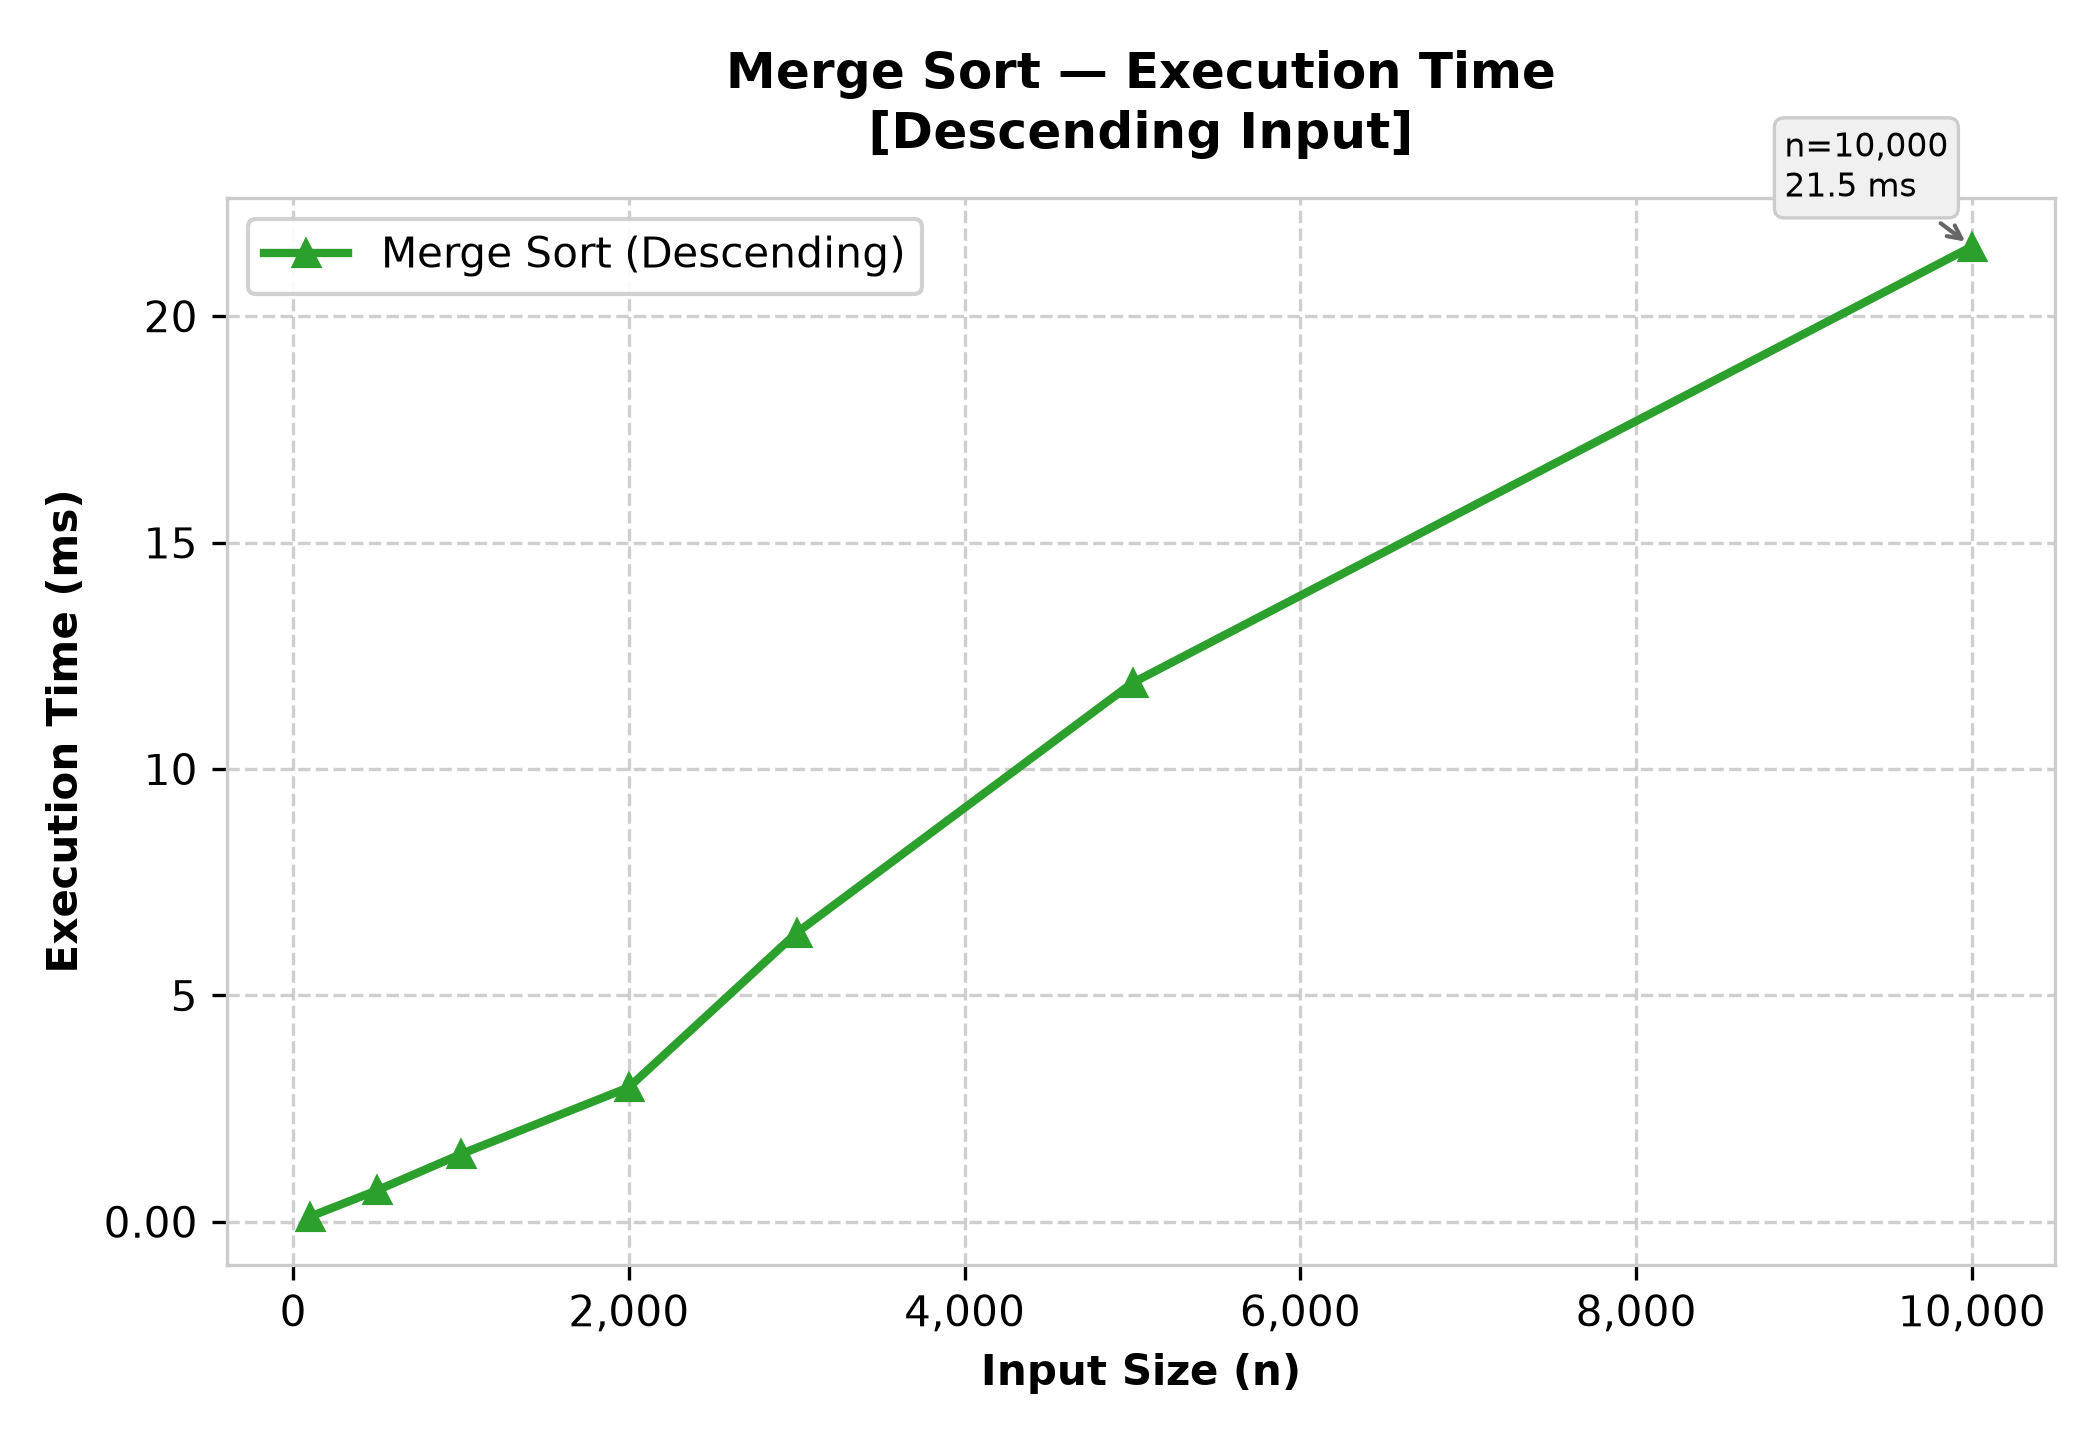 Merge Sort — Execution Time
[Descending Input]
n=10,000
21.5 ms
Merge Sort (Descending)
Execution Time (ms)
20
15
10
5
0.00
0
2,000
4,000
6,000
8,000
10,000
Input Size (n)